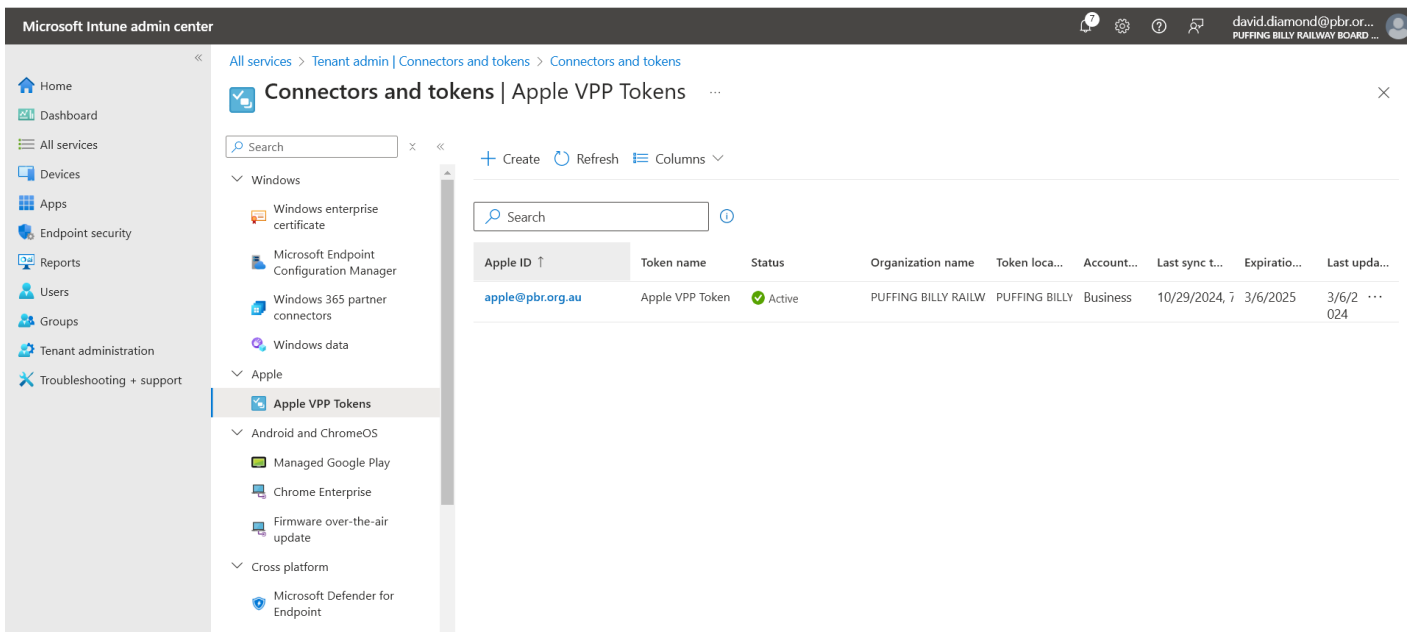 Microsoft Intune admin center
7
david.diamond@pbr.or...
PUFFING BILLY RAILWAY BOARD ...
All services > Tenant admin | Connectors and tokens > Connectors and tokens
Connectors and tokens | Apple VPP Tokens ...
Home
Dashboard
All services
Devices
Apps
Endpoint security
Reports
Users
Groups
Tenant administration
Troubleshooting + support
Search
Windows
Windows enterprise
certificate
Microsoft Endpoint
Configuration Manager
Windows 365 partner
connectors
Windows data
Apple
Apple VPP Tokens
Android and ChromeOS
Managed Google Play
Chrome Enterprise
Firmware over-the-air
update
Cross platform
Microsoft Defender for
Endpoint
Create Refresh Columns
Search
Apple ID ↑ Token name Status Organization name Token loca... Account... Last sync t... Expiratio... Last upda...
apple@pbr.org.au Apple VPP Token Active PUFFING BILLY RAILW PUFFING BILLY Business 10/29/2024, 7 3/6/2025 3/6/2 ...
024